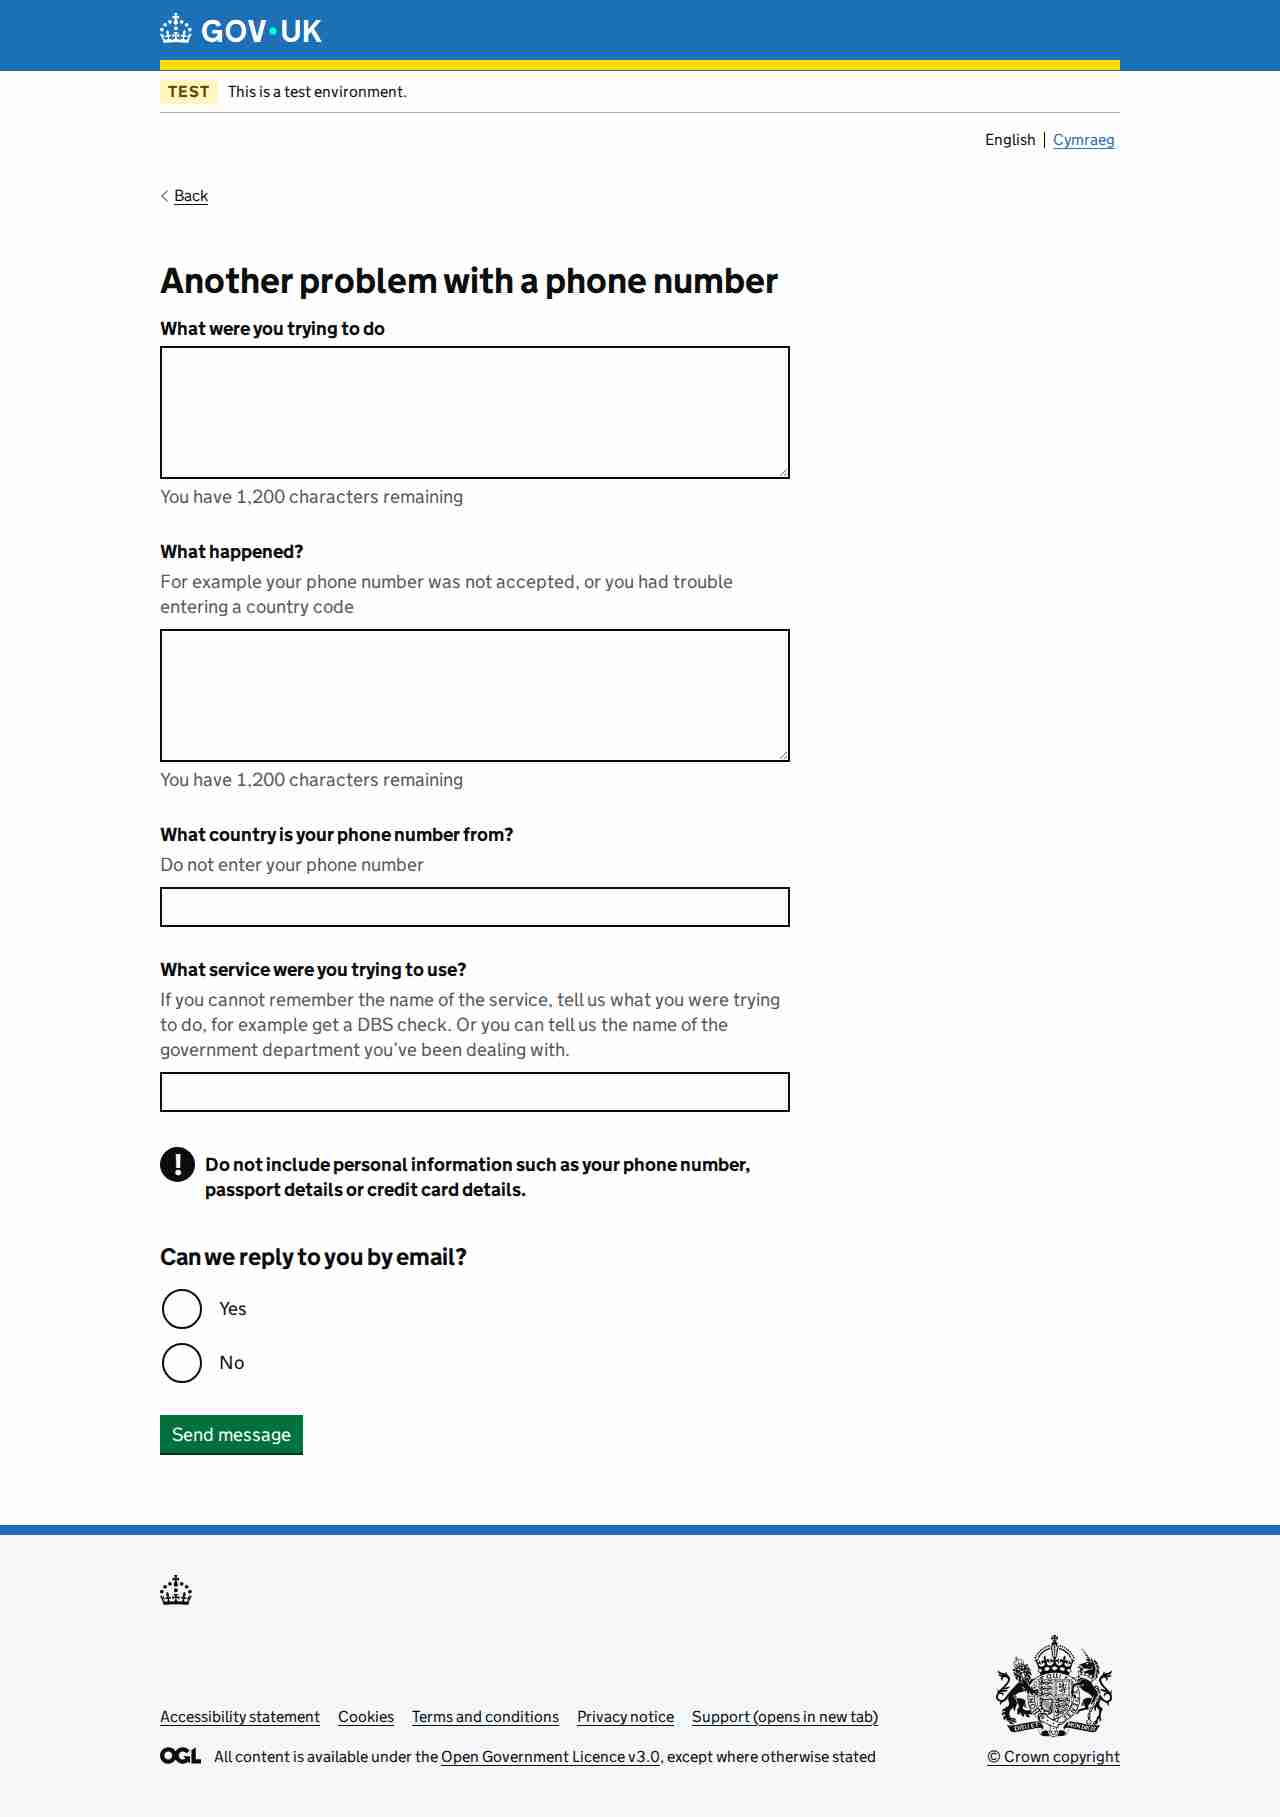 GOV•UK
TEST This is a test environment.
English Cymraeg
Back
Another problem with a phone number
What were you trying to do
You have 1,200 characters remaining
What happened?
For example your phone number was not accepted, or you had trouble
entering a country code
You have 1,200 characters remaining
What country is your phone number from?
Do not enter your phone number
What service were you trying to use?
If you cannot remember the name of the service, tell us what you were trying
to do, for example get a DBS check. Or you can tell us the name of the
government department you’ve been dealing with.
! Do not include personal information such as your phone number,
passport details or credit card details.
Can we reply to you by email?
Yes
No
Send message
Accessibility statement Cookies Terms and conditions Privacy notice Support (opens in new tab)
OGL All content is available under the Open Government Licence v3.0, except where otherwise stated
© Crown copyright